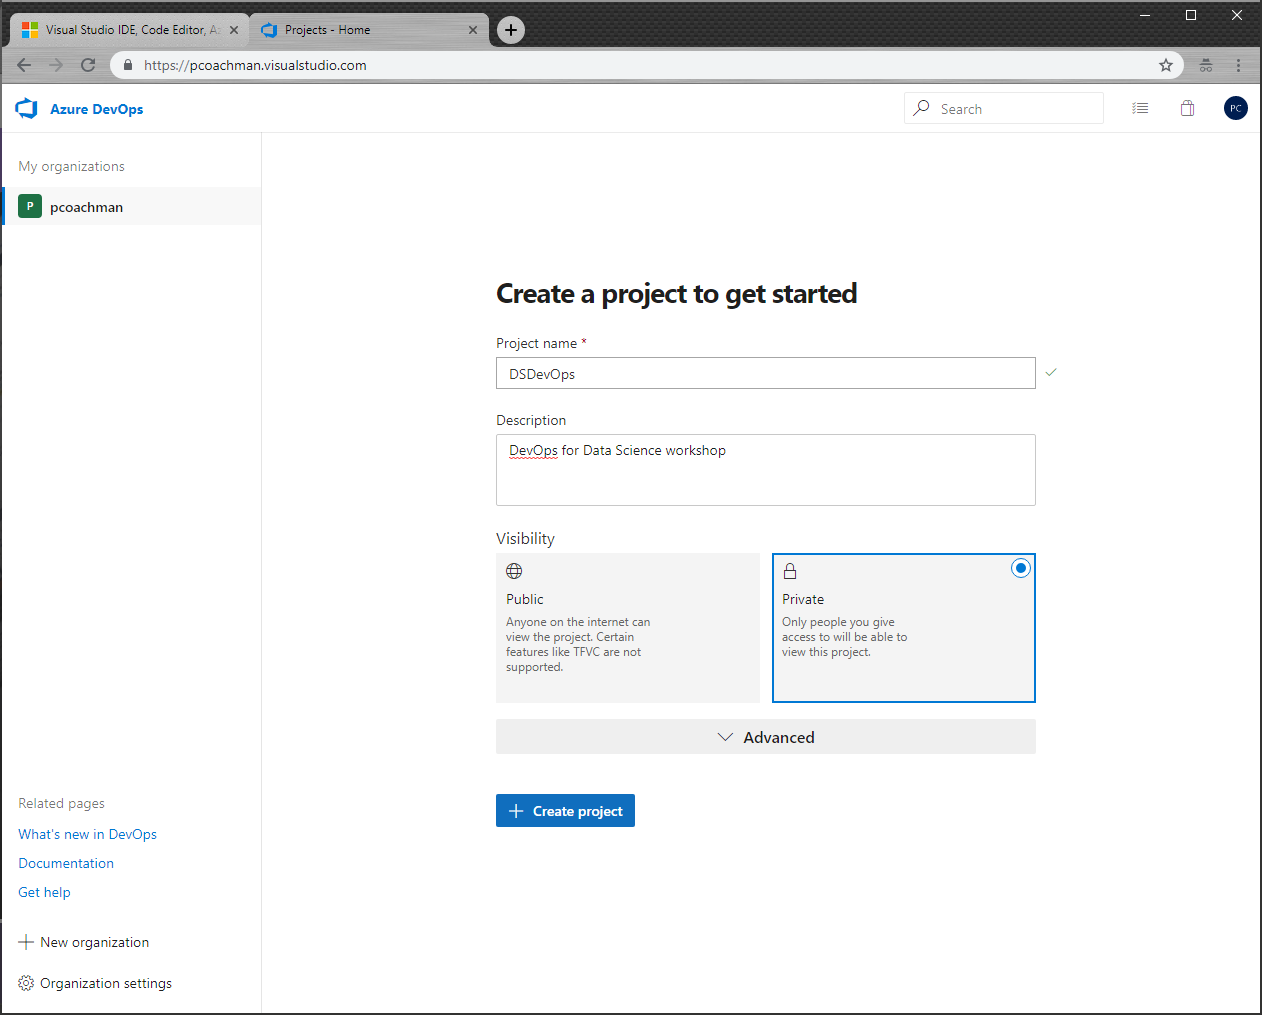 Visual Studio IDE, Code Editor, A
Projects - Home
https://pcoachman.visualstudio.com
Azure DevOps
Search
PC
My organizations
P
pcoachman
Create a project to get started
Project name *
DSDevOps
Description
DevOps for Data Science workshop
Visibility
Public
Anyone on the internet can
view the project. Certain
features like TFVC are not
supported.
Private
Only people you give
access to will be able to
view this project.
Advanced
Create project
Related pages
What's new in DevOps
Documentation
Get help
New organization
Organization settings